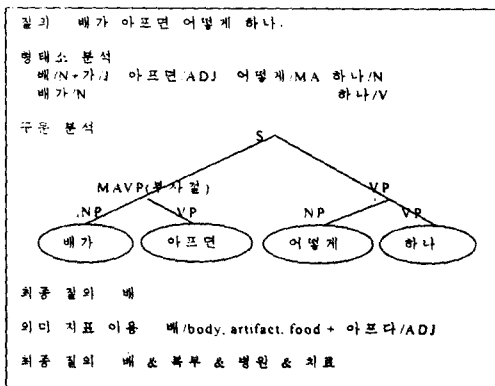 질의 배가 아프면 어떻게 하나.
형태소 분석
배/N+가/J 아프면/ADJ 어떻게/MA 하나/N
배가/N 하나/V
구문 분석
S
MAVP(부사절) VP
NP VP NP VP
배가 아프면 어떻게 하나
최종 질의 배
의미 지표 이용 배/body, artifact, food + 아프다/ADJ
최종 질의 배 & 복부 & 병원 & 치료